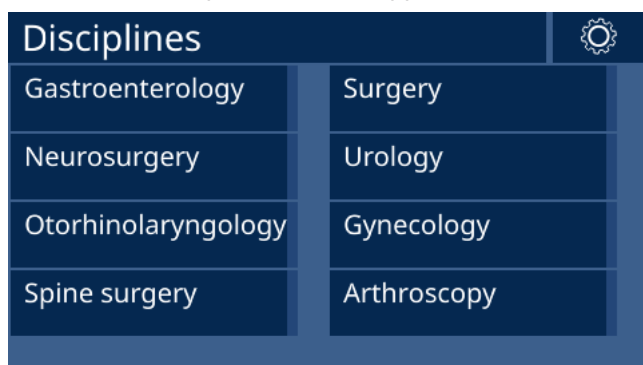 Disciplines
Gastroenterology
Surgery
Neurosurgery
Urology
Otorhinolaryngology
Gynecology
Spine surgery
Arthroscopy